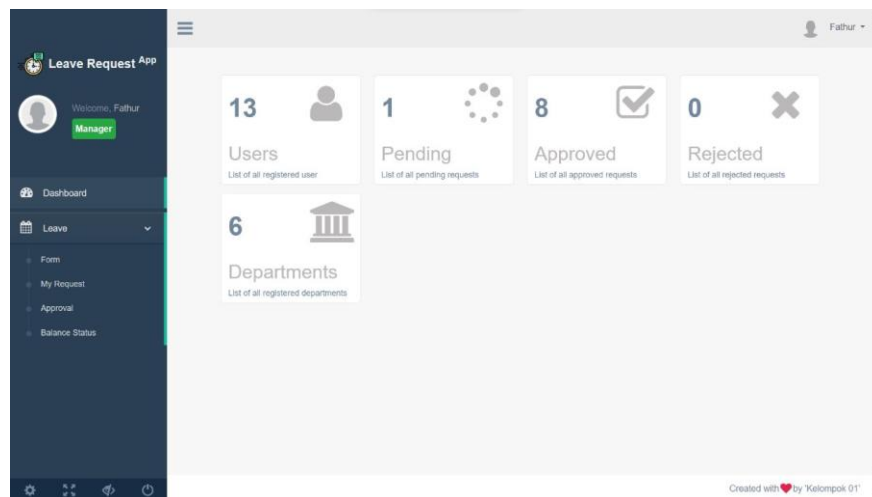 Leave Request App
Welcome, Fathur
Manager
Dashboard
Leave
Form
My Request
Approval
Balance Status
Fathur
13
Users
List of all registered user
1
Pending
List of all pending requests
8
Approved
List of all approved requests
0
Rejected
List of all rejected requests
6
Departments
List of all registered departments
Created with by 'Kelompok 01'